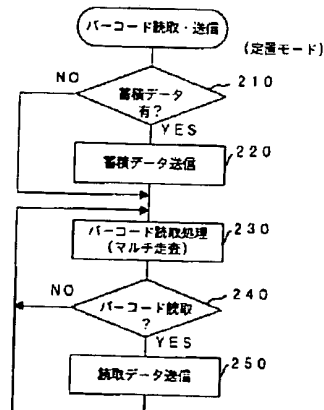 バーコード読取・送信
(定置モード)
NO
210
蓄積データ
有?
YES
220
蓄積データ送信
230
バーコード読取処理
(マルチ走査)
NO
240
バーコード読取
?
YES
250
読取データ送信